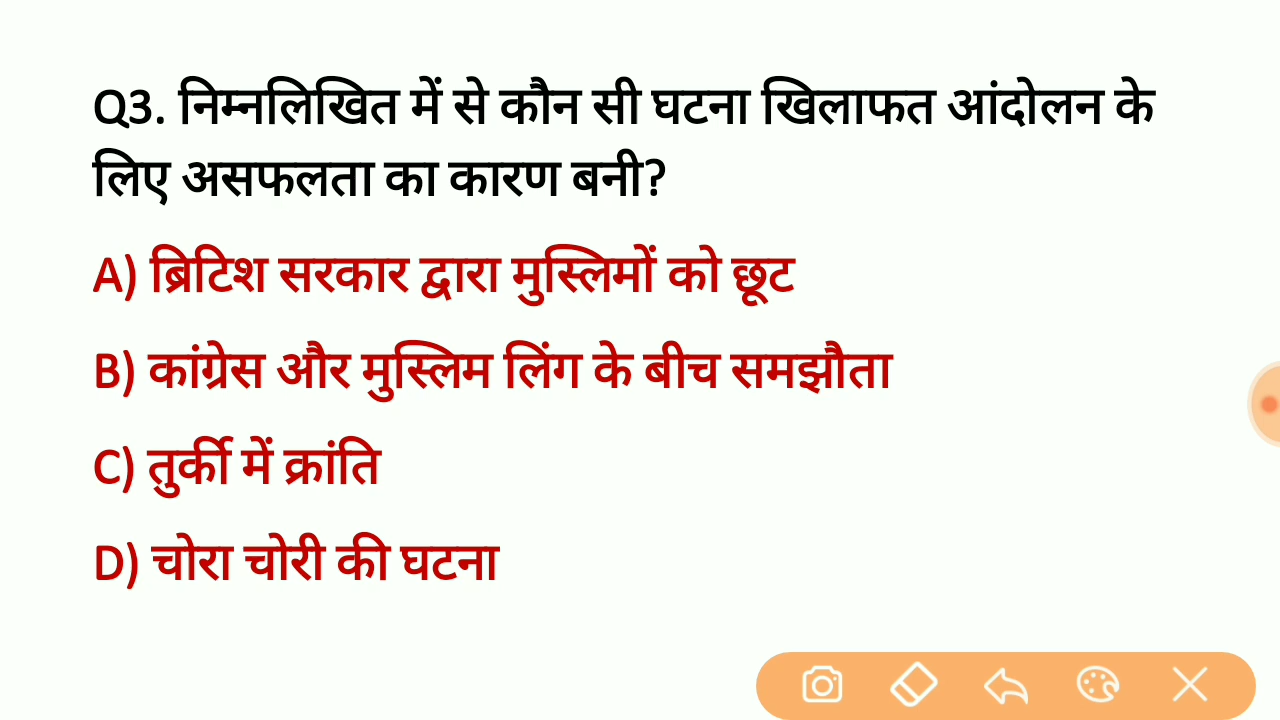 Q3. निम्नलिखित में से कौन सी घटना खिलाफत आंदोलन के
लिए असफलता का कारण बनी?
A) ब्रिटिश सरकार द्वारा मुस्लिमों को छूट
B) कांग्रेस और मुस्लिम लिंग के बीच समझौता
C) तुर्की में क्रांति
D) चोरा चोरी की घटना